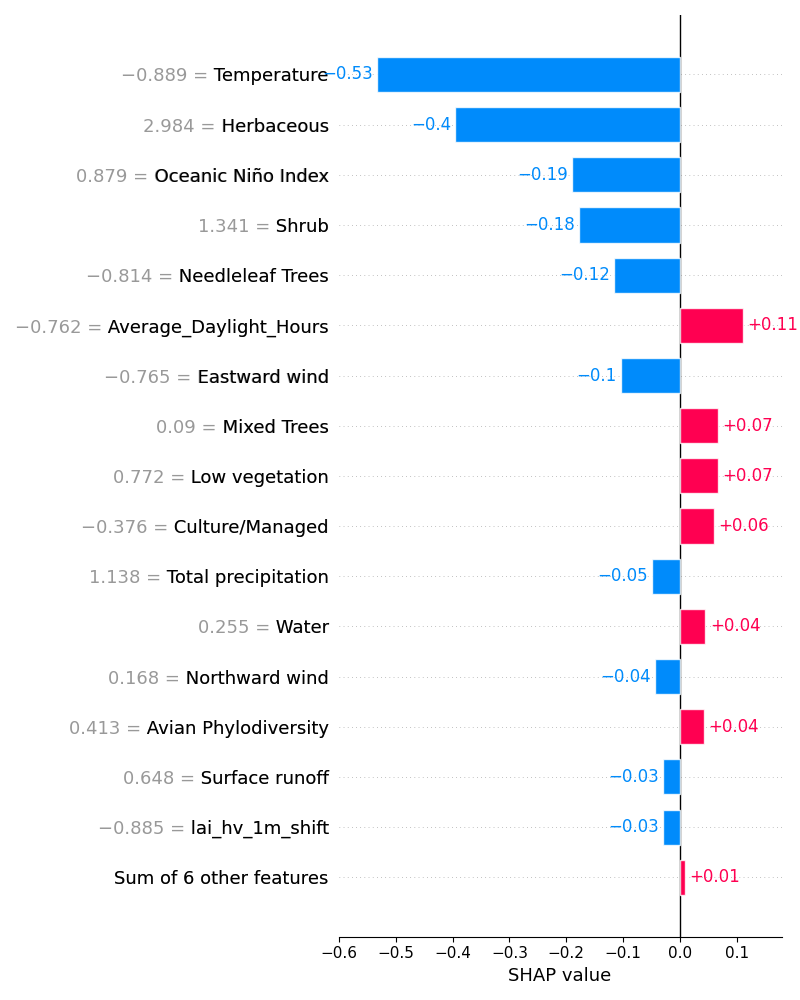 −0.889 = Temperature −0.53
2.984 = Herbaceous −0.4
0.879 = Oceanic Niño Index −0.19
1.341 = Shrub −0.18
−0.814 = Needleleaf Trees −0.12
−0.762 = Average_Daylight_Hours +0.11
−0.765 = Eastward wind −0.1
0.09 = Mixed Trees +0.07
0.772 = Low vegetation +0.07
−0.376 = Culture/Managed +0.06
1.138 = Total precipitation −0.05
0.255 = Water +0.04
0.168 = Northward wind −0.04
0.413 = Avian Phylodiversity +0.04
0.648 = Surface runoff −0.03
−0.885 = lai_hv_1m_shift −0.03
Sum of 6 other features +0.01
−0.6 −0.5 −0.4 −0.3 −0.2 −0.1 0.0 0.1
SHAP value